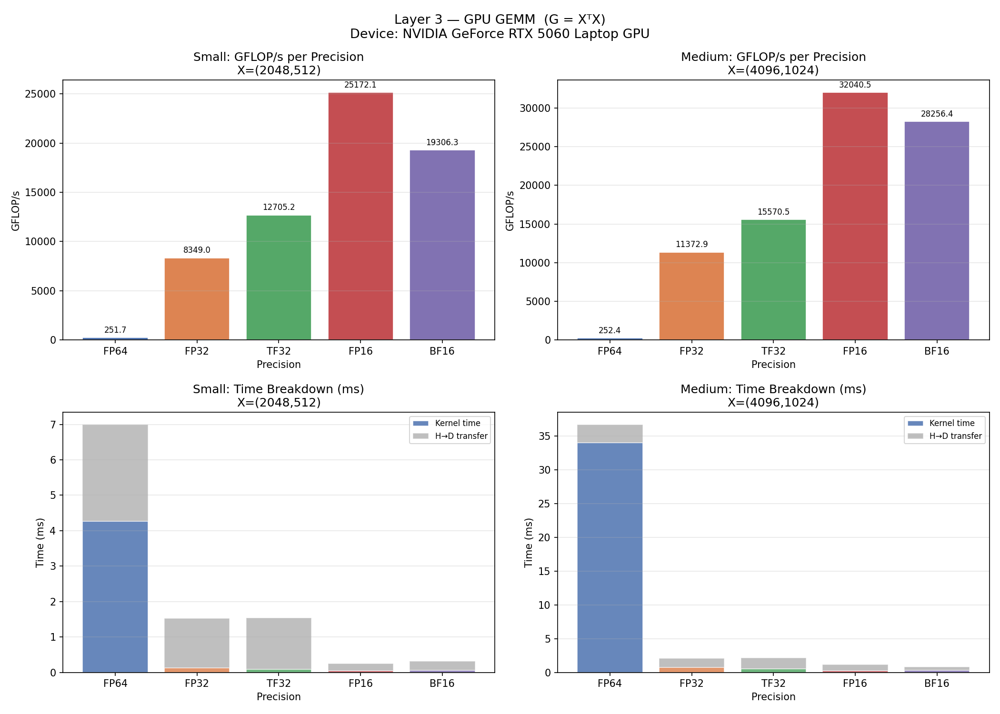 Layer 3 — GPU GEMM  (G = XᵀX)
Device: NVIDIA GeForce RTX 5060 Laptop GPU
Small: GFLOP/s per Precision
X=(2048,512)
GFLOP/s
25000
20000
15000
10000
5000
0
251.7
8349.0
12705.2
25172.1
19306.3
FP64
FP32
TF32
FP16
BF16
Precision
Medium: GFLOP/s per Precision
X=(4096,1024)
GFLOP/s
30000
25000
20000
15000
10000
5000
0
252.4
11372.9
15570.5
32040.5
28256.4
FP64
FP32
TF32
FP16
BF16
Precision
Small: Time Breakdown (ms)
X=(2048,512)
Time (ms)
7
6
5
4
3
2
1
0
Kernel time
H→D transfer
FP64
FP32
TF32
FP16
BF16
Precision
Medium: Time Breakdown (ms)
X=(4096,1024)
Time (ms)
35
30
25
20
15
10
5
0
Kernel time
H→D transfer
FP64
FP32
TF32
FP16
BF16
Precision